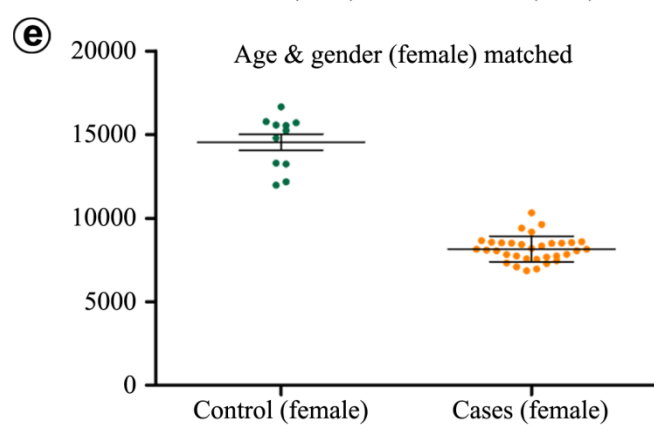 e
20000
Age & gender (female) matched
15000
10000
5000
0
Control (female) Cases (female)